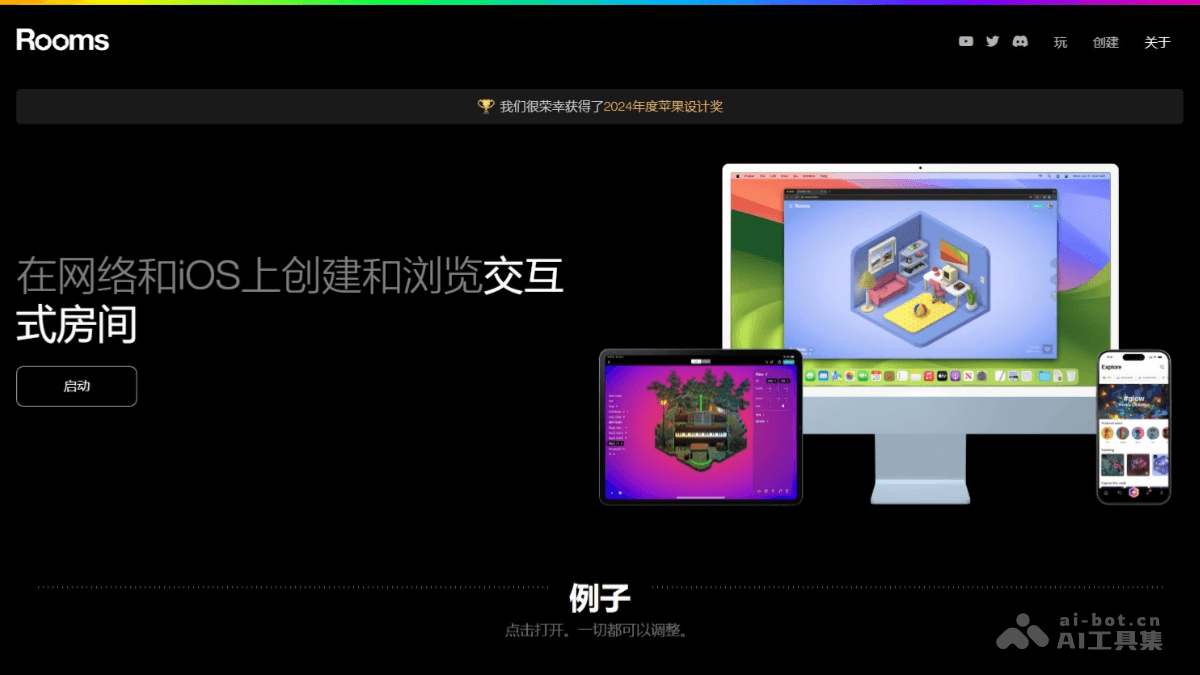 Rooms
玩
创建
关于
我们很荣幸获得了2024年度苹果设计奖
在网络和iOS上创建和浏览交互
式房间
启动
Rooms
Explore
#glow
例子
点击打开。一切都可以调整。
ai-bot.cn
AI工具集